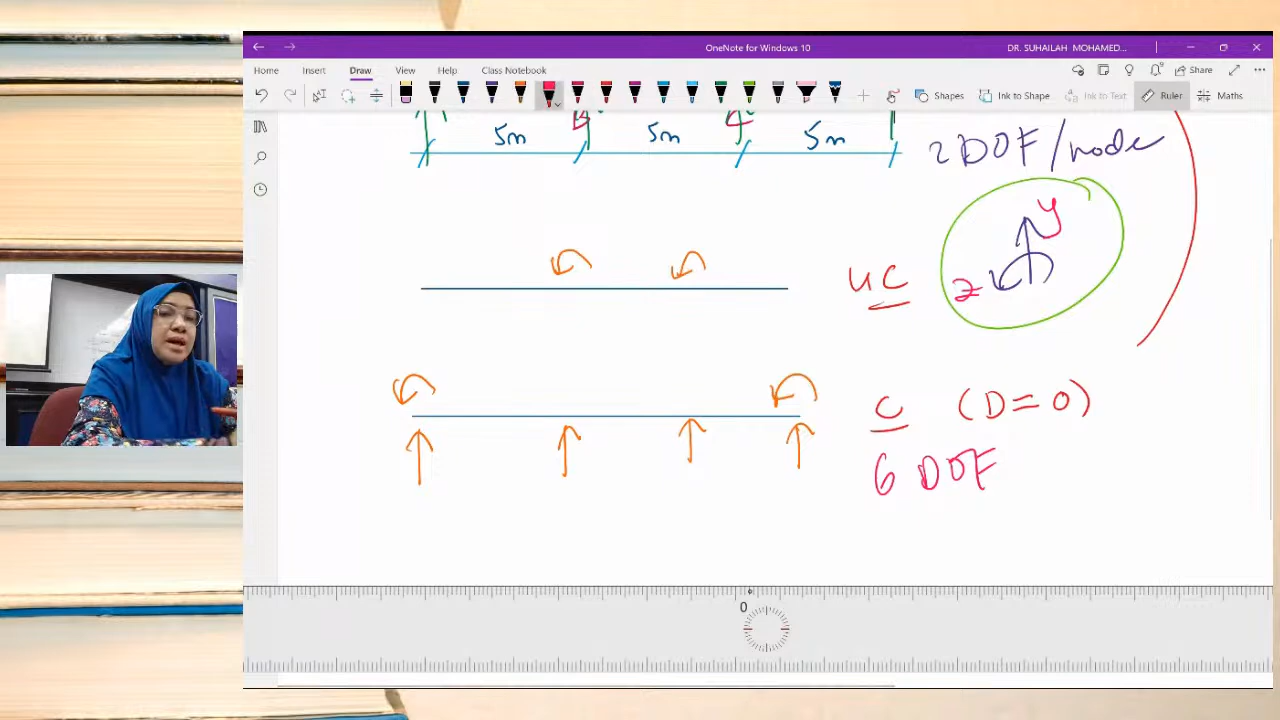 OneNote for Windows 10
DR. SUHAILAH MOHAMED...
Home Insert Draw View Help Class Notebook
Share
Shapes Ink to Shape Ink to Text Ruler Maths
5m 5m 5m
2 DOF/node
y
z
UC
C (D=0)
6 DOF
0